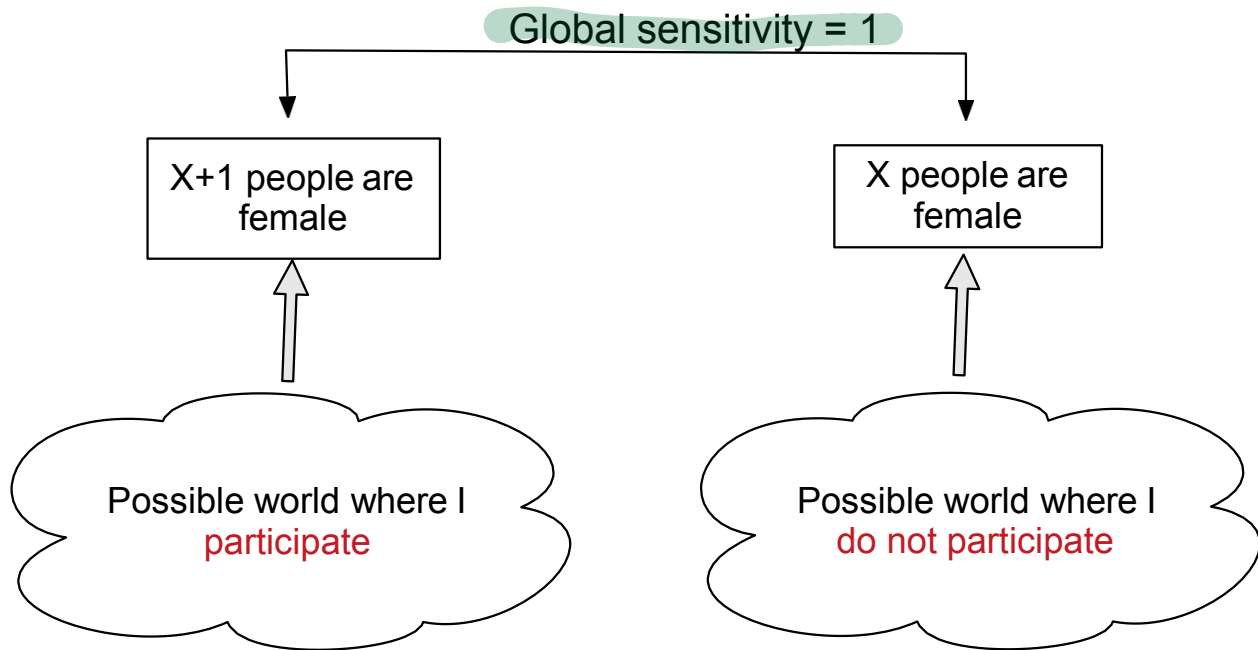 Global sensitivity = 1
X+1 people are
female
X people are
female
Possible world where I
participate
Possible world where I
do not participate